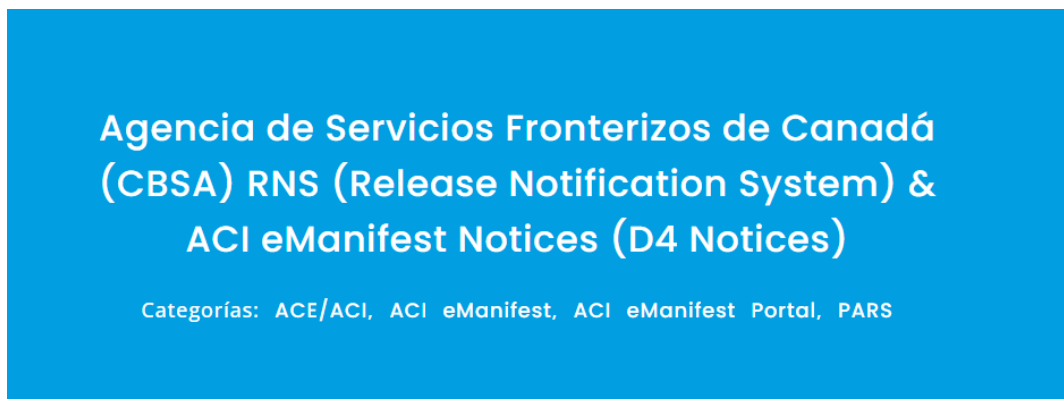 Agencia de Servicios Fronterizos de Canadá
(CBSA) RNS (Release Notification System) &
ACI eManifest Notices (D4 Notices)
Categorías: ACE/ACI, ACI eManifest, ACI eManifest Portal, PARS